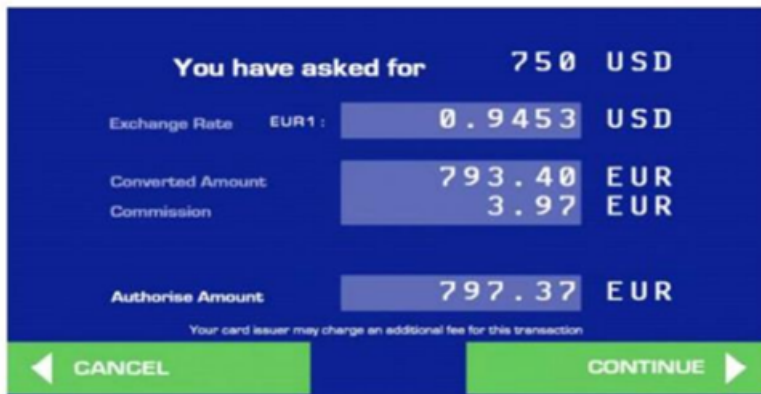 You have asked for 750 USD
Exchange Rate EUR1: 0.9453 USD
Converted Amount 793.40 EUR
Commission 3.97 EUR
Authorise Amount 797.37 EUR
Your card issuer may charge an additional fee for this transaction
CANCEL CONTINUE